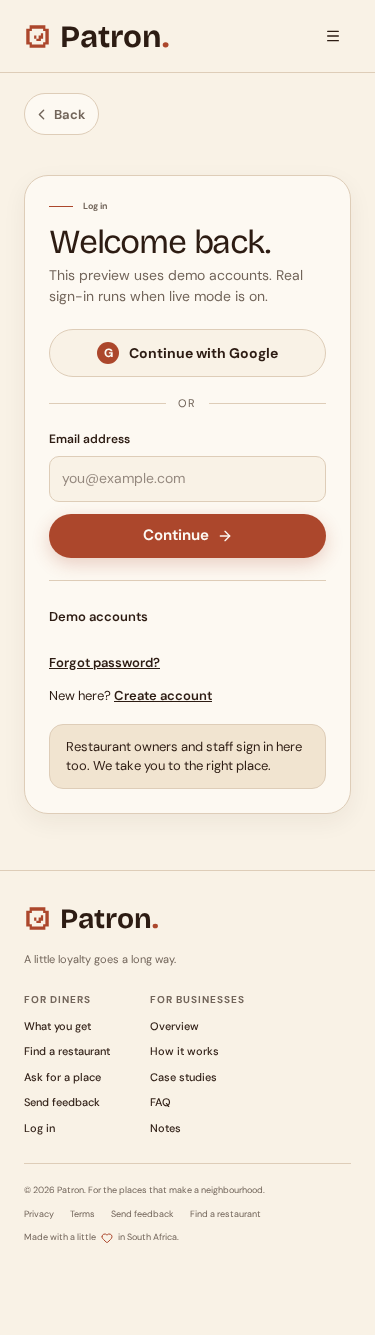 Patron.
Back
Log in
Welcome back.
This preview uses demo accounts. Real
sign-in runs when live mode is on.
G Continue with Google
OR
Email address
you@example.com
Continue
Demo accounts
Forgot password?
New here? Create account
Restaurant owners and staff sign in here
too. We take you to the right place.
Patron.
A little loyalty goes a long way.
FOR DINERS
What you get
Find a restaurant
Ask for a place
Send feedback
Log in
FOR BUSINESSES
Overview
How it works
Case studies
FAQ
Notes
© 2026 Patron. For the places that make a neighbourhood.
Privacy Terms Send feedback Find a restaurant
Made with a little in South Africa.